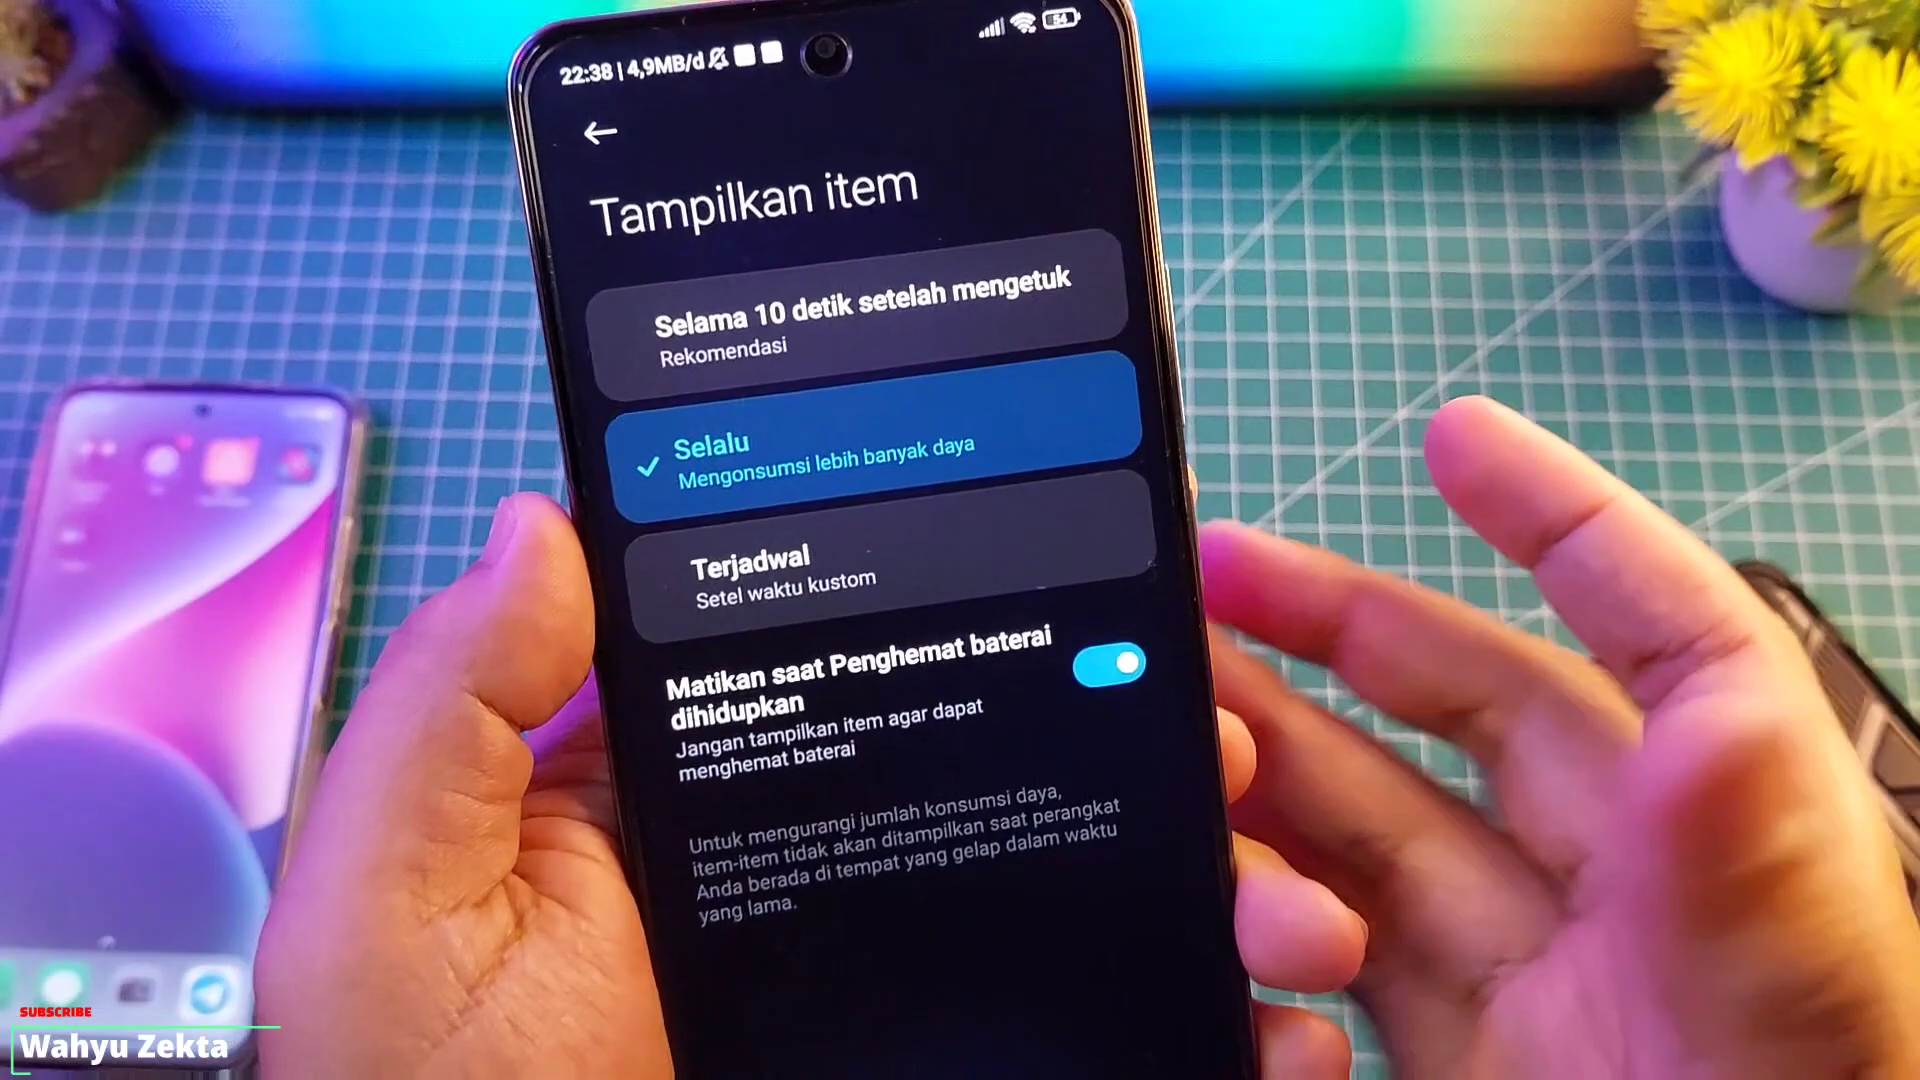 22:38 | 4,9MB/d
54
Tampilkan item
Selama 10 detik setelah mengetuk
Rekomendasi
Selalu
Mengonsumsi lebih banyak daya
Terjadwal
Setel waktu kustom
Matikan saat Penghemat baterai
dihidupkan
Jangan tampilkan item agar dapat
menghemat baterai
Untuk mengurangi jumlah konsumsi daya,
item-item tidak akan ditampilkan saat perangkat
Anda berada di tempat yang gelap dalam waktu
yang lama.
SUBSCRIBE
Wahyu Zekta